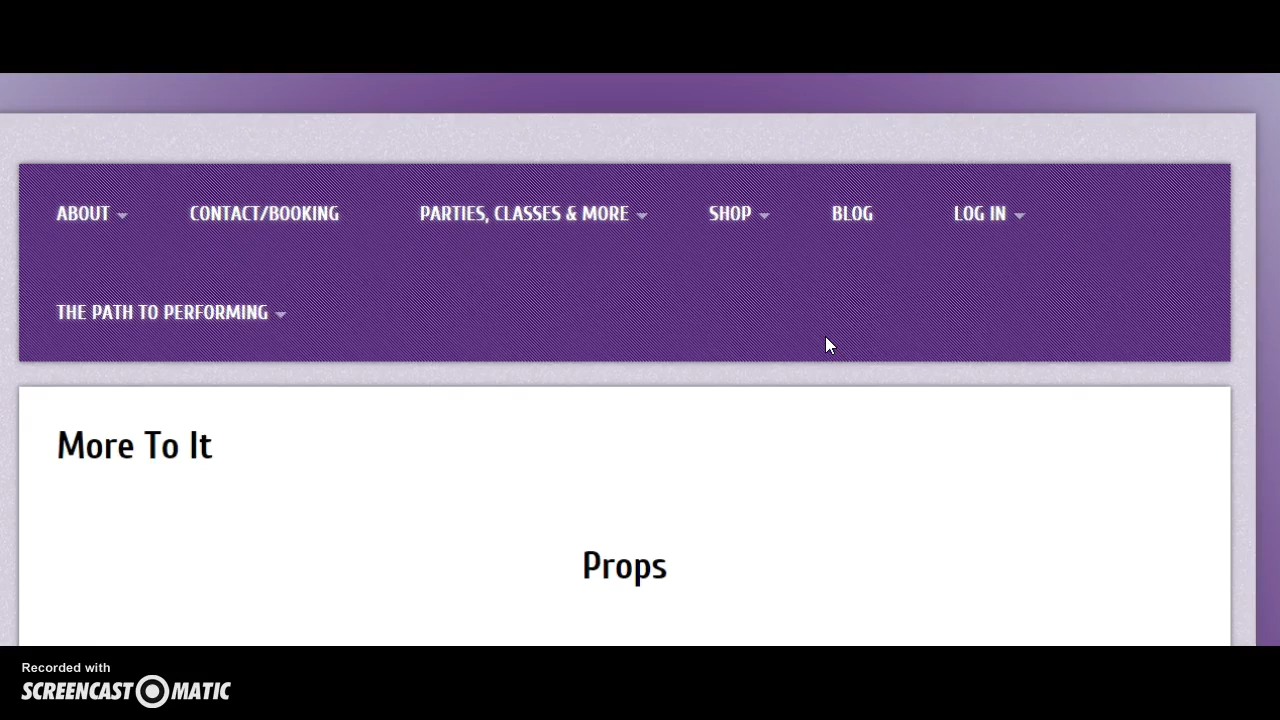 ABOUT CONTACT/BOOKING PARTIES, CLASSES & MORE SHOP BLOG LOG IN
THE PATH TO PERFORMING
More To It
Props
Recorded with
SCREENCAST-O-MATIC